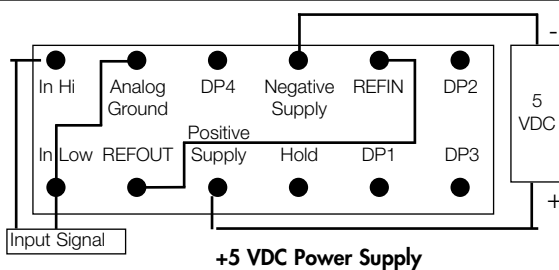 -
In Hi Analog Ground DP4 Negative Supply REFIN DP2
5 VDC
In Low REFOUT Positive Supply Hold DP1 DP3
+
Input Signal
+5 VDC Power Supply